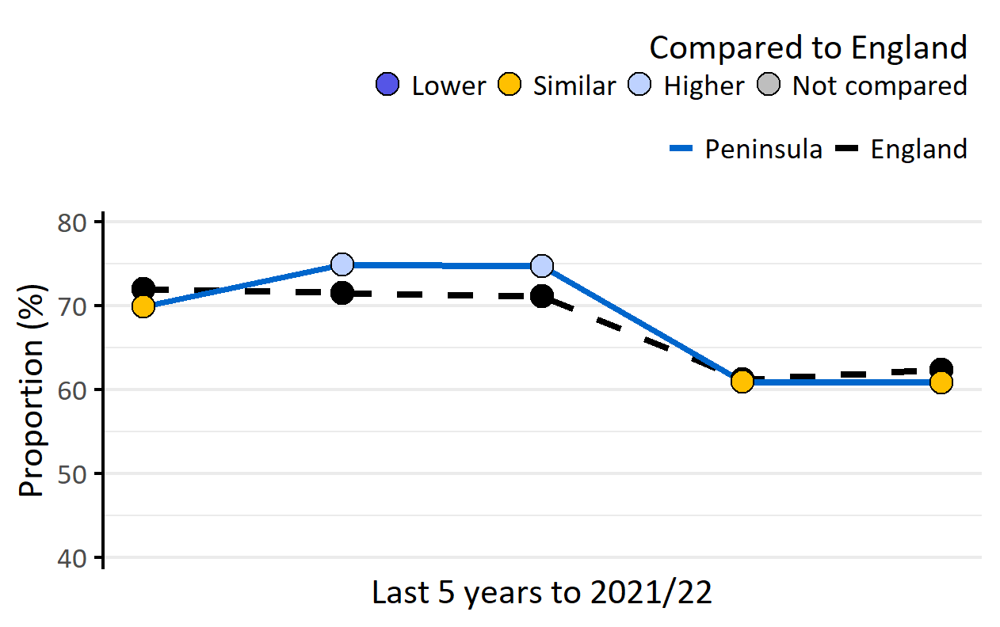 Compared to England
Lower Similar Higher Not compared
Peninsula England
80
70
60
50
40
Proportion (%)
Last 5 years to 2021/22